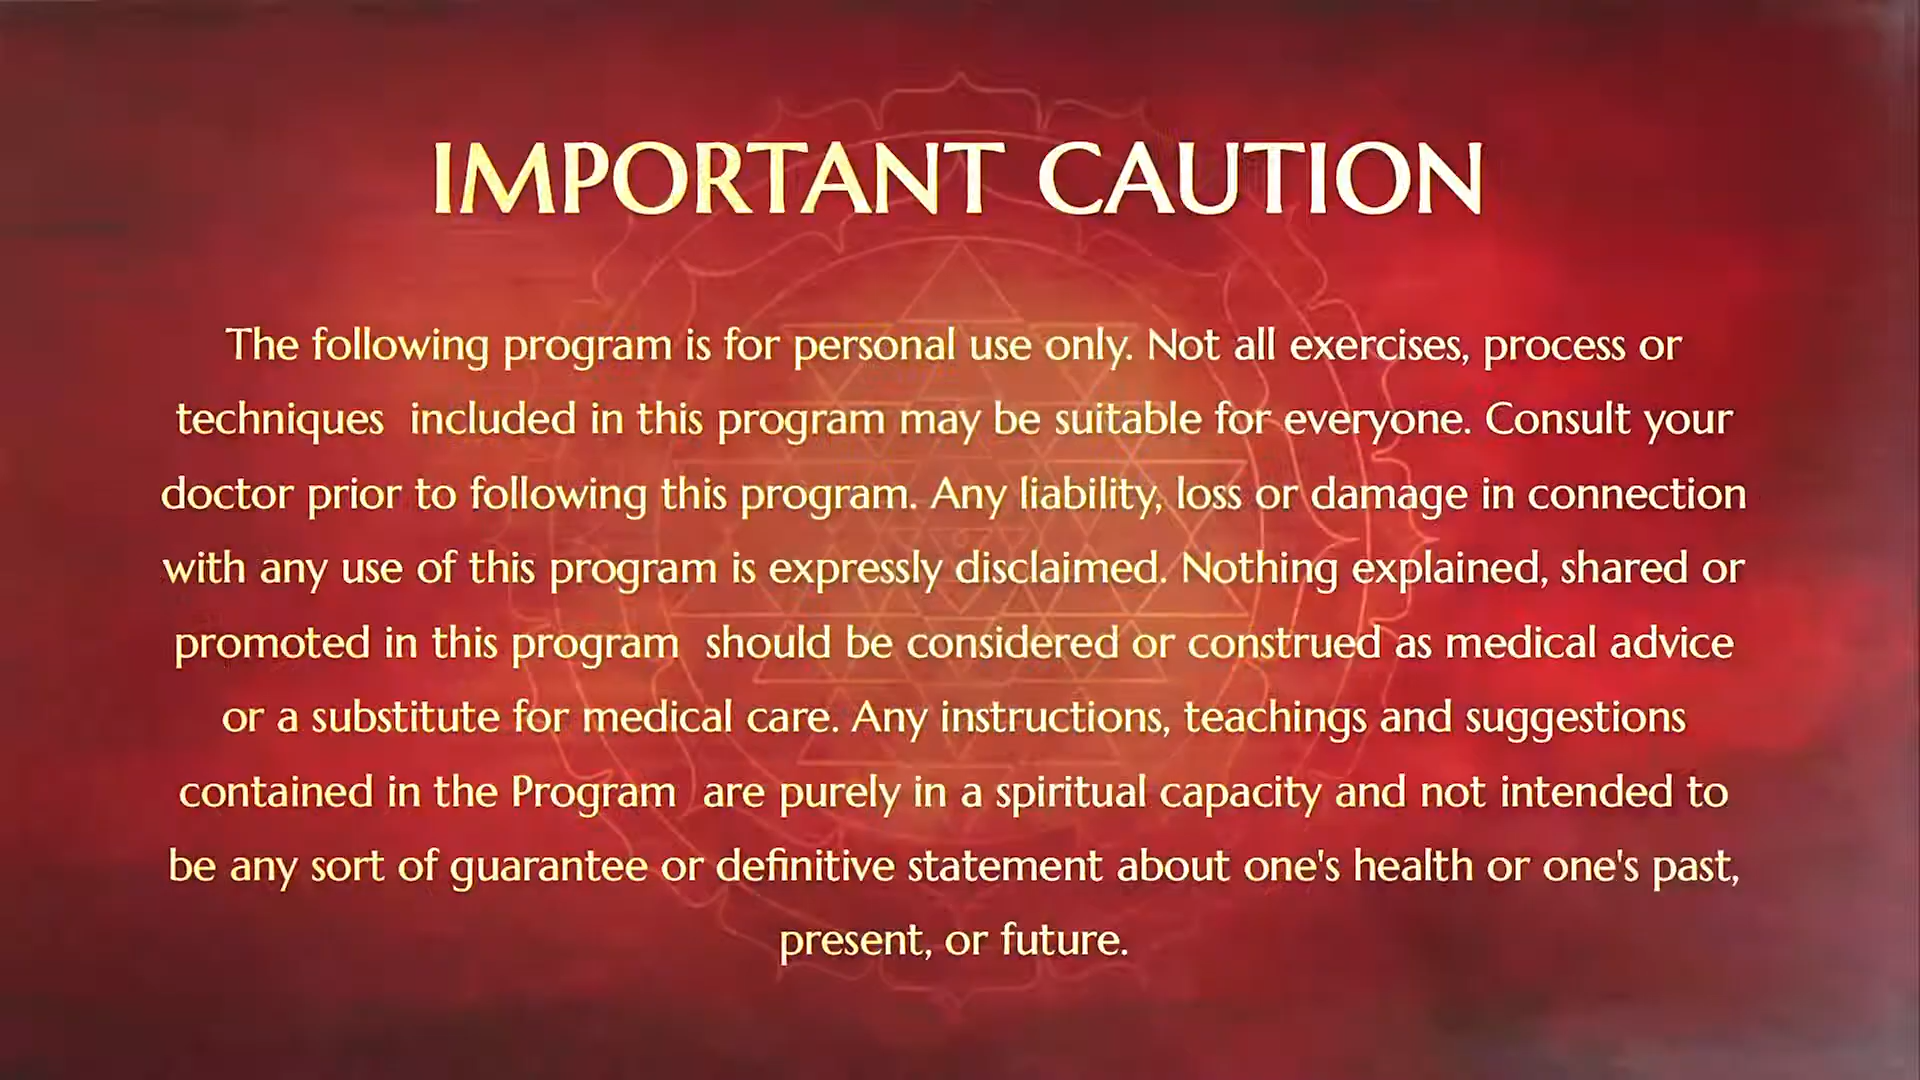 IMPORTANT CAUTION
The following program is for personal use only. Not all exercises, process or
techniques included in this program may be suitable for everyone. Consult your
doctor prior to following this program. Any liability, loss or damage in connection
with any use of this program is expressly disclaimed. Nothing explained, shared or
promoted in this program should be considered or construed as medical advice
or a substitute for medical care. Any instructions, teachings and suggestions
contained in the Program are purely in a spiritual capacity and not intended to
be any sort of guarantee or definitive statement about one's health or one's past,
present, or future.